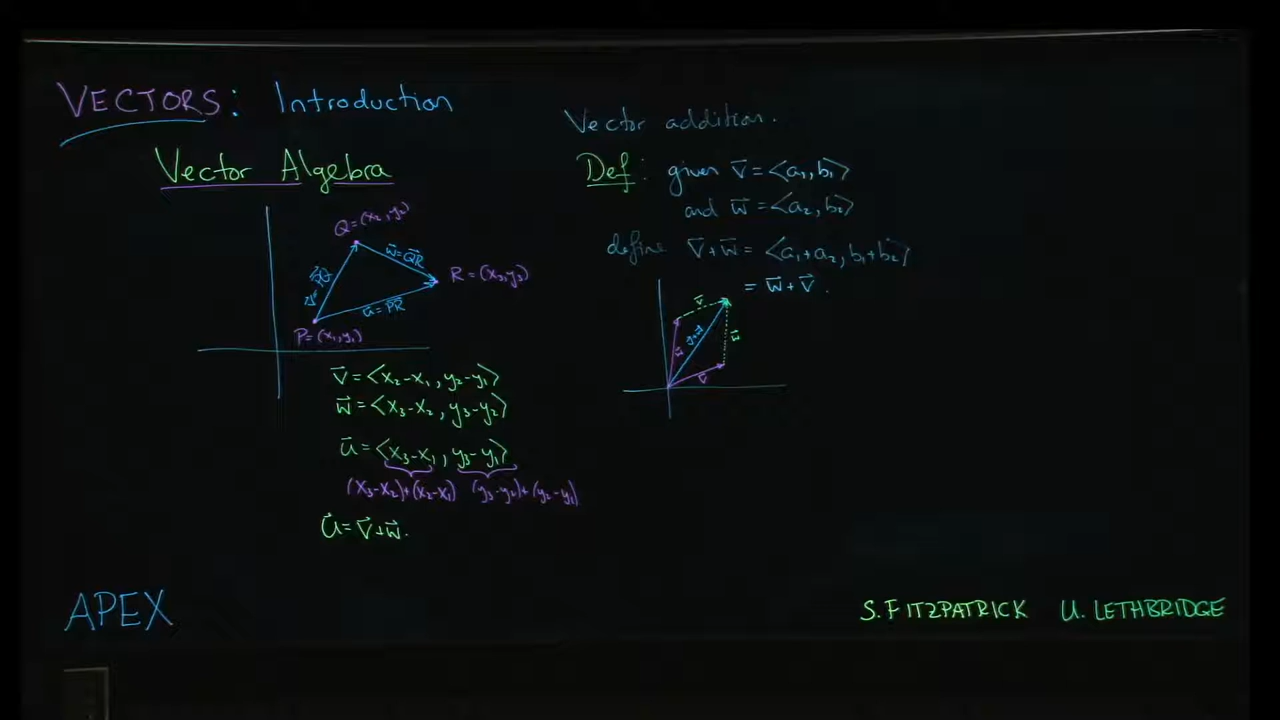 VECTORS: Introduction
Vector Algebra
Q=(x₂,y₂)
v⃗=PQ⃗
w⃗=QR⃗
R=(x₃,y₃)
u⃗=PR⃗
P=(x₁,y₁)
v⃗=⟨x₂-x₁, y₂-y₁⟩
w⃗=⟨x₃-x₂, y₃-y₂⟩
u⃗=⟨x₃-x₁, y₃-y₁⟩
(x₃-x₂)+(x₂-x₁) (y₃-y₂)+(y₂-y₁)
u⃗=v⃗+w⃗.
Vector addition.
Def: given v⃗=⟨a₁,b₁⟩
and w⃗=⟨a₂,b₂⟩
define v⃗+w⃗=⟨a₁+a₂, b₁+b₂⟩
= w⃗+v⃗.
v⃗
w⃗
v⃗+w⃗
w⃗
v⃗
APEX
S.FITZPATRICK U. LETHBRIDGE